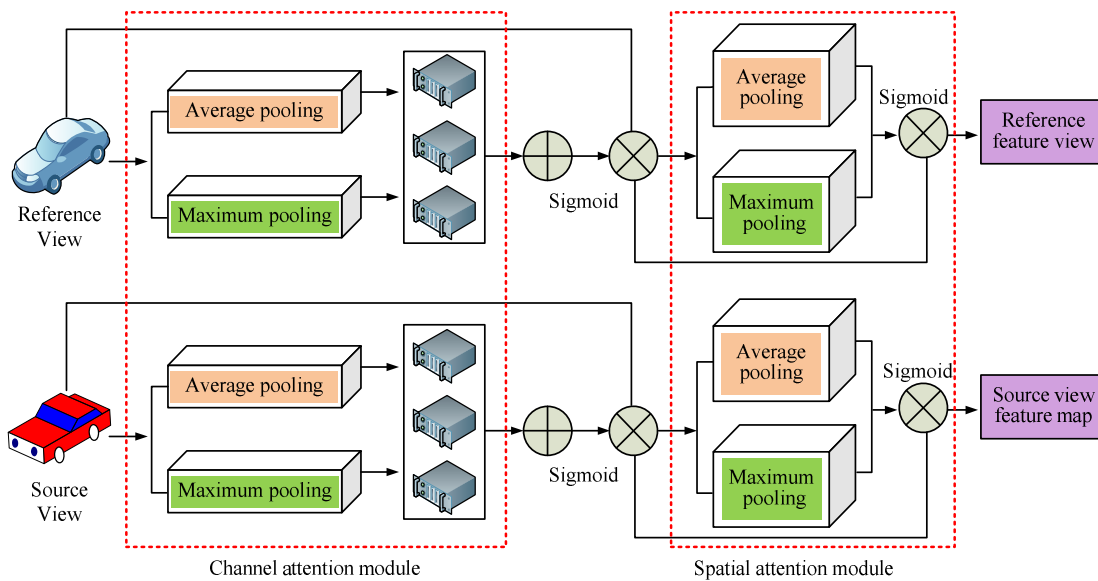 Average pooling
Maximum pooling
Reference
View
Sigmoid
Average
pooling
Maximum
pooling
Sigmoid
Reference
feature view
Average pooling
Maximum pooling
Source
View
Sigmoid
Average
pooling
Maximum
pooling
Sigmoid
Source view
feature map
Channel attention module
Spatial attention module